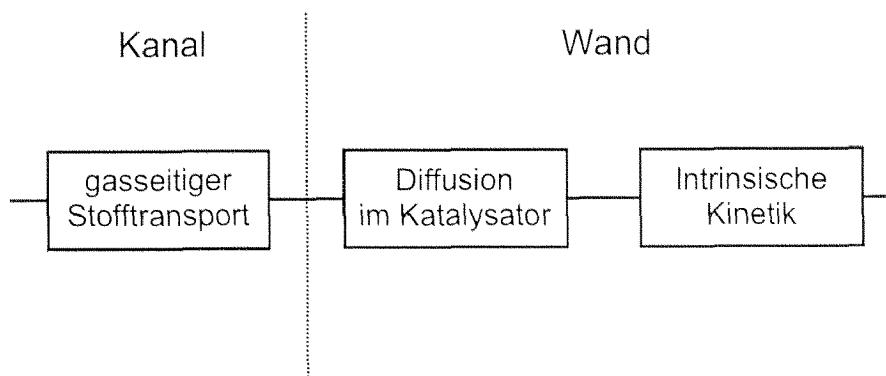 Kanal
Wand
gasseitiger
Stofftransport
Diffusion
im Katalysator
Intrinsische
Kinetik